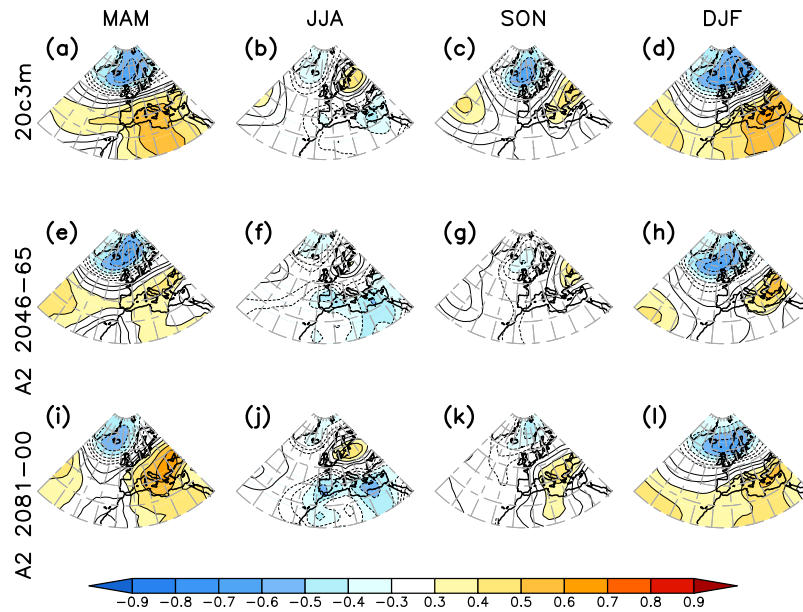 MAM JJA SON DJF
20c3m
(a) (b) (c) (d)
A2 2046-65
(e) (f) (g) (h)
A2 2081-00
(i) (j) (k) (l)
-0.9 -0.8 -0.7 -0.6 -0.5 -0.4 -0.3 0.3 0.4 0.5 0.6 0.7 0.8 0.9